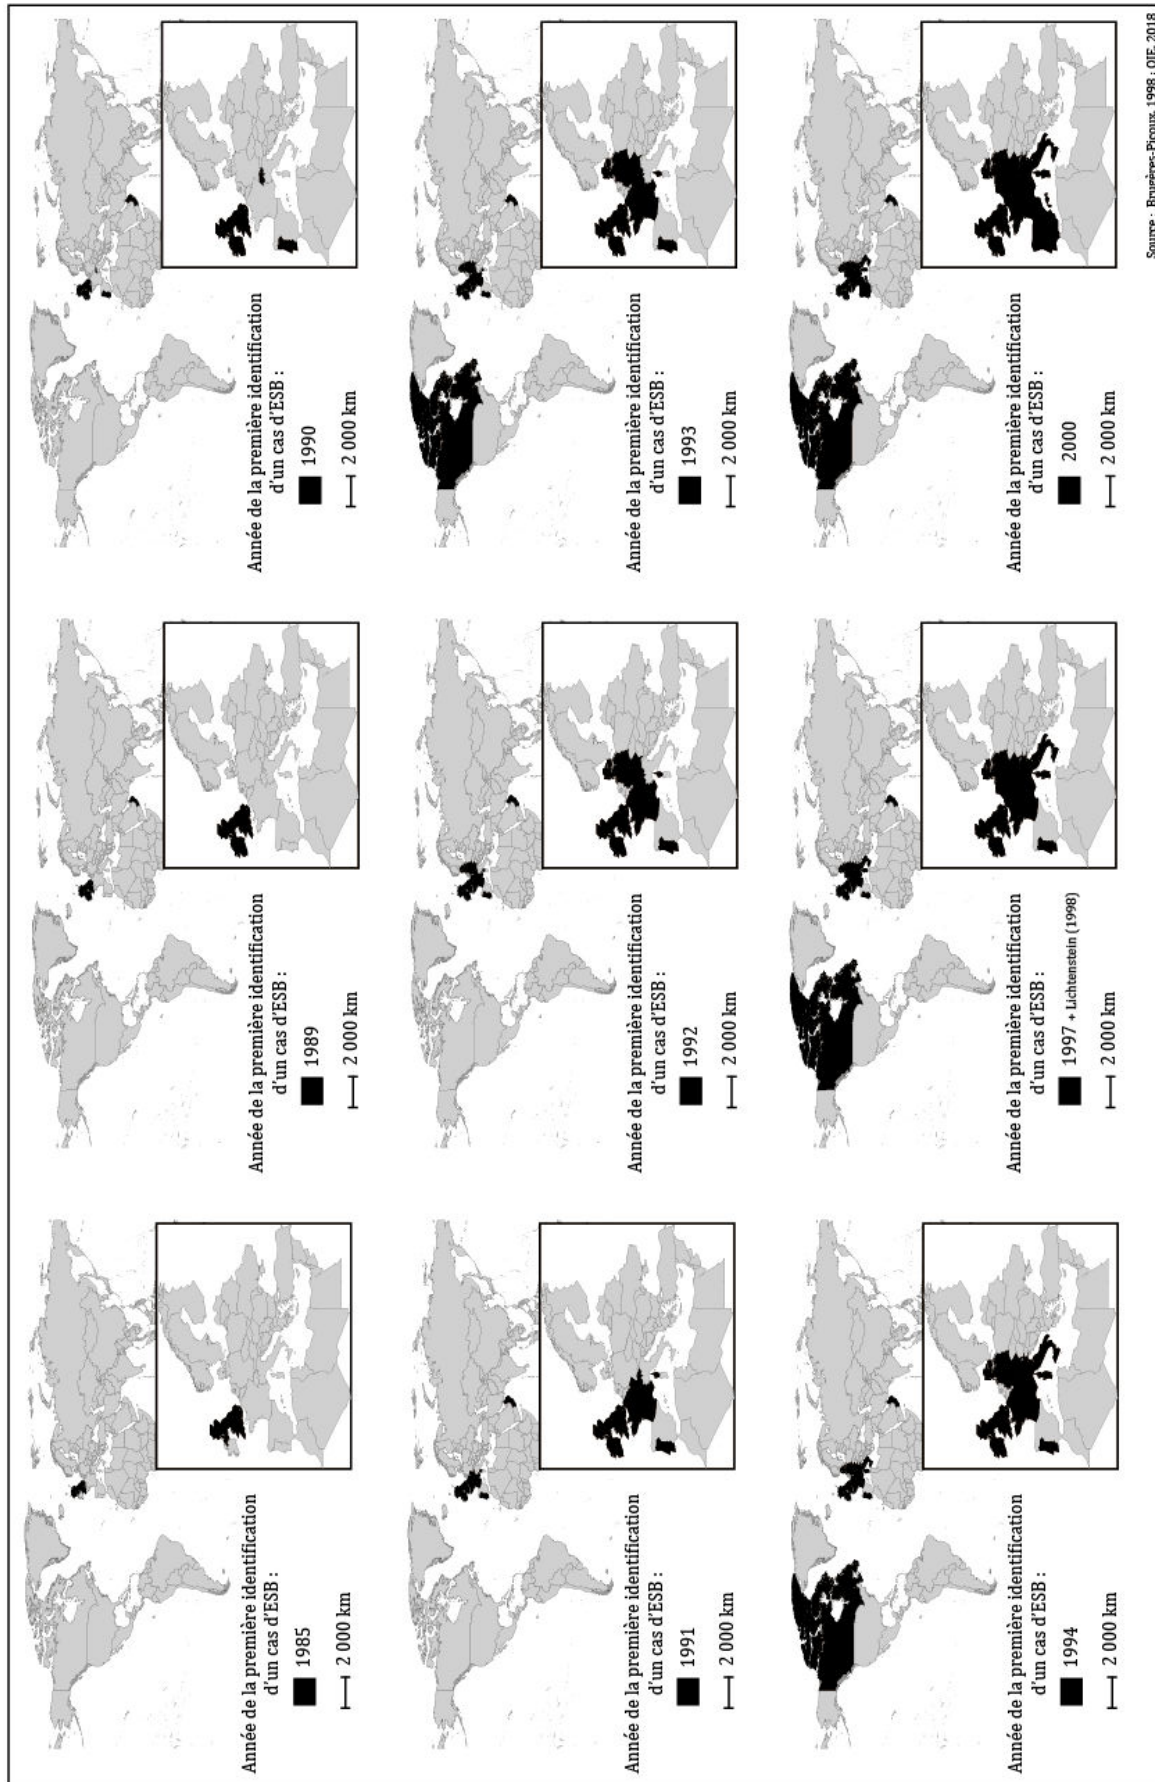 Année de la première identification
d'un cas d'ESB :
1985
2 000 km
Année de la première identification
d'un cas d'ESB :
1989
2 000 km
Année de la première identification
d'un cas d'ESB :
1990
2 000 km
Année de la première identification
d'un cas d'ESB :
1991
2 000 km
Année de la première identification
d'un cas d'ESB :
1992
2 000 km
Année de la première identification
d'un cas d'ESB :
1993
2 000 km
Année de la première identification
d'un cas d'ESB :
1994
2 000 km
Année de la première identification
d'un cas d'ESB :
1997 + Lichtenstein (1998)
2 000 km
Année de la première identification
d'un cas d'ESB :
2000
2 000 km
Source : Brugères-Picoux, 1998 ; OIE, 2018